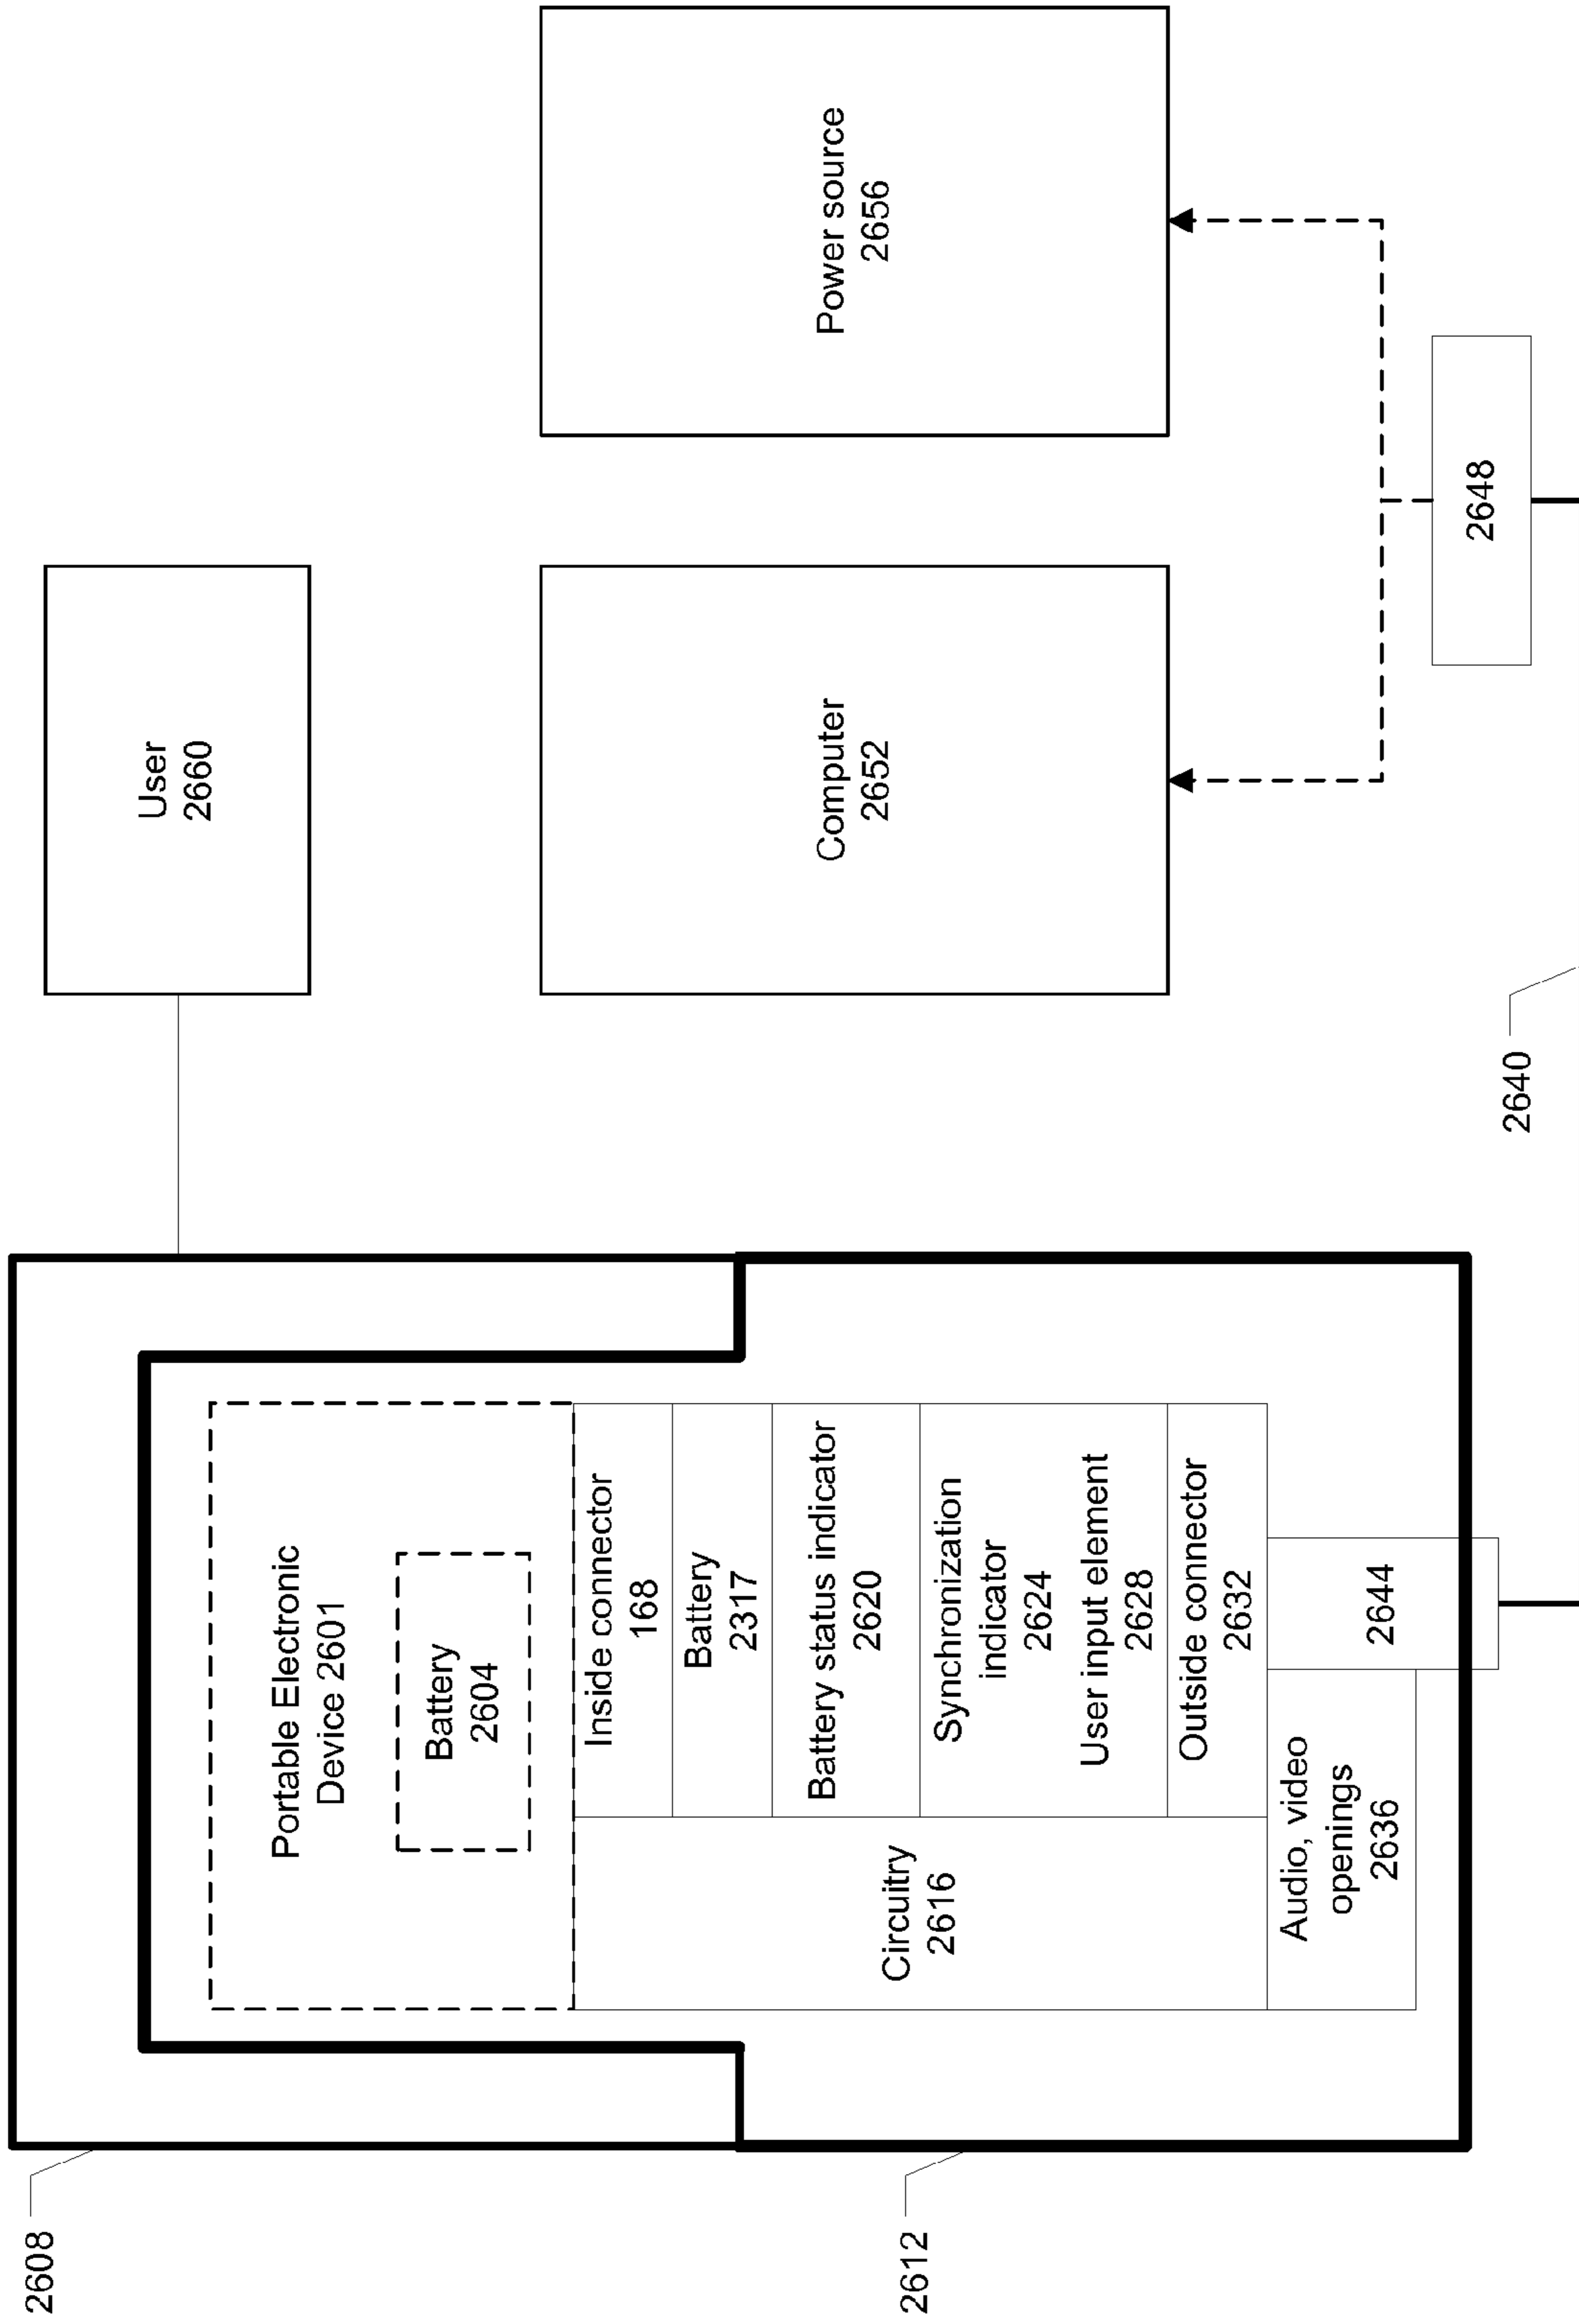 2608
2612
Portable Electronic
Device 2601
Battery
2604
Circuitry
2616
Inside connector
168
Battery
2317
Battery status indicator
2620
Synchronization
indicator
2624
User input element
2628
Outside connector
2632
Audio, video
openings
2636
2644
2640
User
2660
Computer
2652
Power source
2656
2648